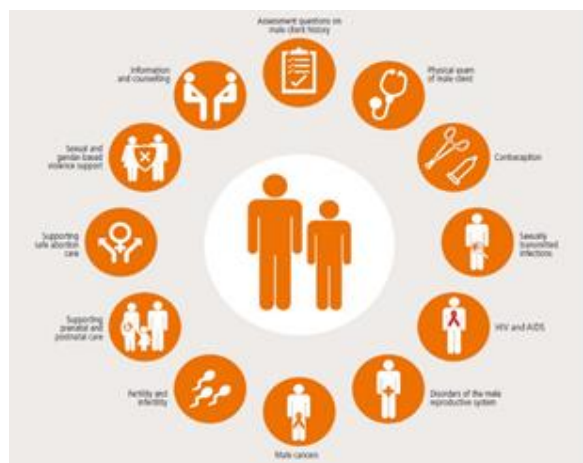 Assessment questions on
male client history
Physical exam
of male client
Contraception
Sexually
transmitted
infections
HIV and AIDS
Disorders of the male
reproductive system
Male cancers
Fertility and
infertility
Supporting
prenatal and
postnatal care
Supporting
safe abortion
care
Sexual and
gender-based
violence support
Information
and counselling